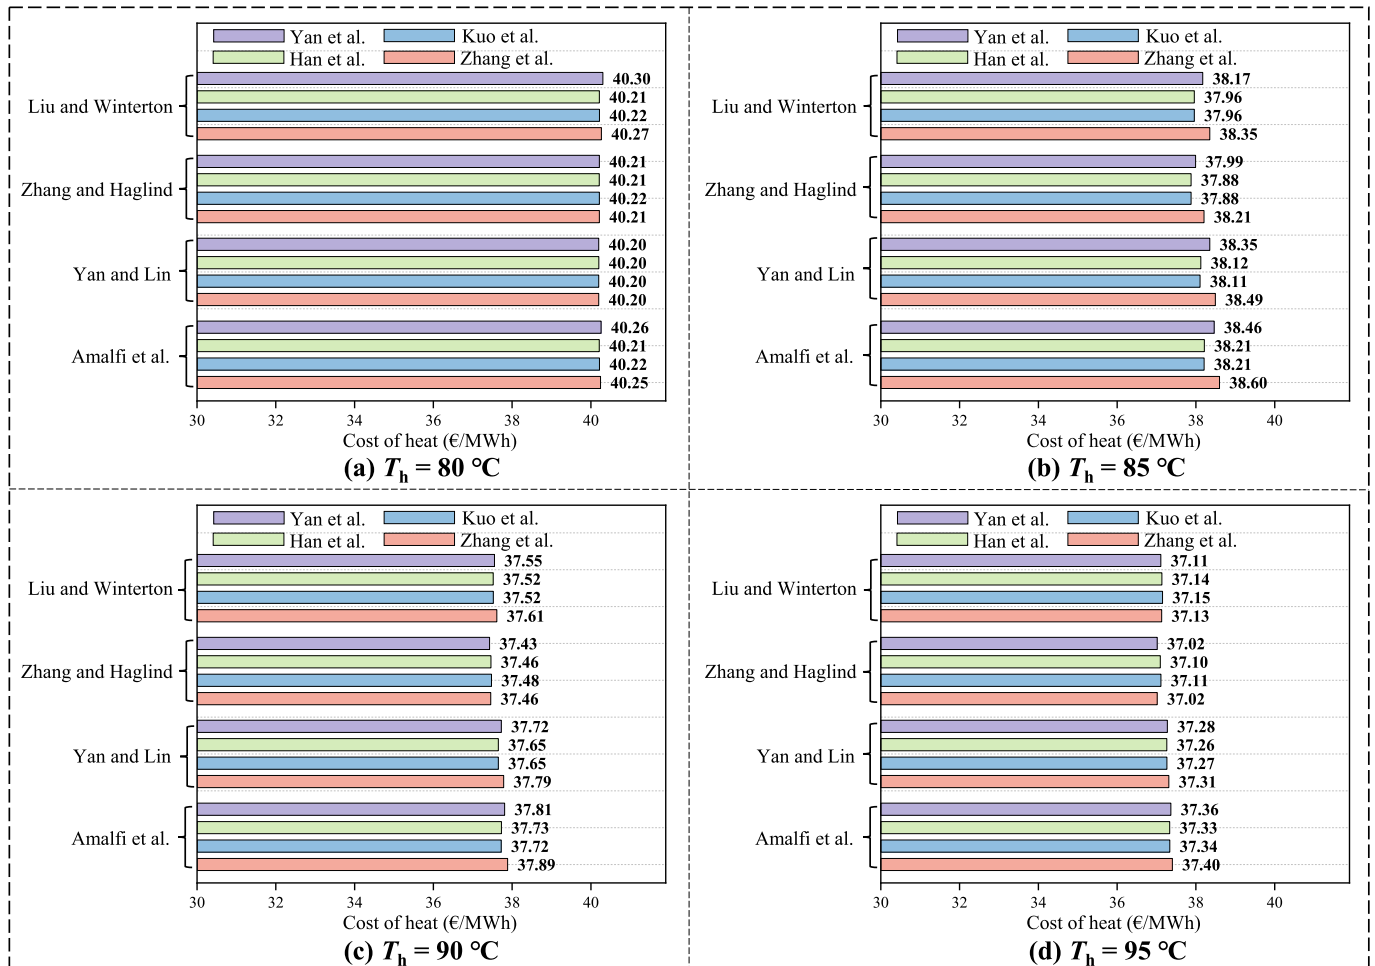 Yan et al. Kuo et al.
Han et al. Zhang et al.
Liu and Winterton
40.30
40.21
40.22
40.27
Zhang and Haglind
40.21
40.21
40.22
40.21
Yan and Lin
40.20
40.20
40.20
40.20
Amalfi et al.
40.26
40.21
40.22
40.25
30 32 34 36 38 40
Cost of heat (€/MWh)
(a) Th = 80 °C
Yan et al. Kuo et al.
Han et al. Zhang et al.
Liu and Winterton
38.17
37.96
37.96
38.35
Zhang and Haglind
37.99
37.88
37.88
38.21
Yan and Lin
38.35
38.12
38.11
38.49
Amalfi et al.
38.46
38.21
38.21
38.60
30 32 34 36 38 40
Cost of heat (€/MWh)
(b) Th = 85 °C
Yan et al. Kuo et al.
Han et al. Zhang et al.
Liu and Winterton
37.55
37.52
37.52
37.61
Zhang and Haglind
37.43
37.46
37.48
37.46
Yan and Lin
37.72
37.65
37.65
37.79
Amalfi et al.
37.81
37.73
37.72
37.89
30 32 34 36 38 40
Cost of heat (€/MWh)
(c) Th = 90 °C
Yan et al. Kuo et al.
Han et al. Zhang et al.
Liu and Winterton
37.11
37.14
37.15
37.13
Zhang and Haglind
37.02
37.10
37.11
37.02
Yan and Lin
37.28
37.26
37.27
37.31
Amalfi et al.
37.36
37.33
37.34
37.40
30 32 34 36 38 40
Cost of heat (€/MWh)
(d) Th = 95 °C